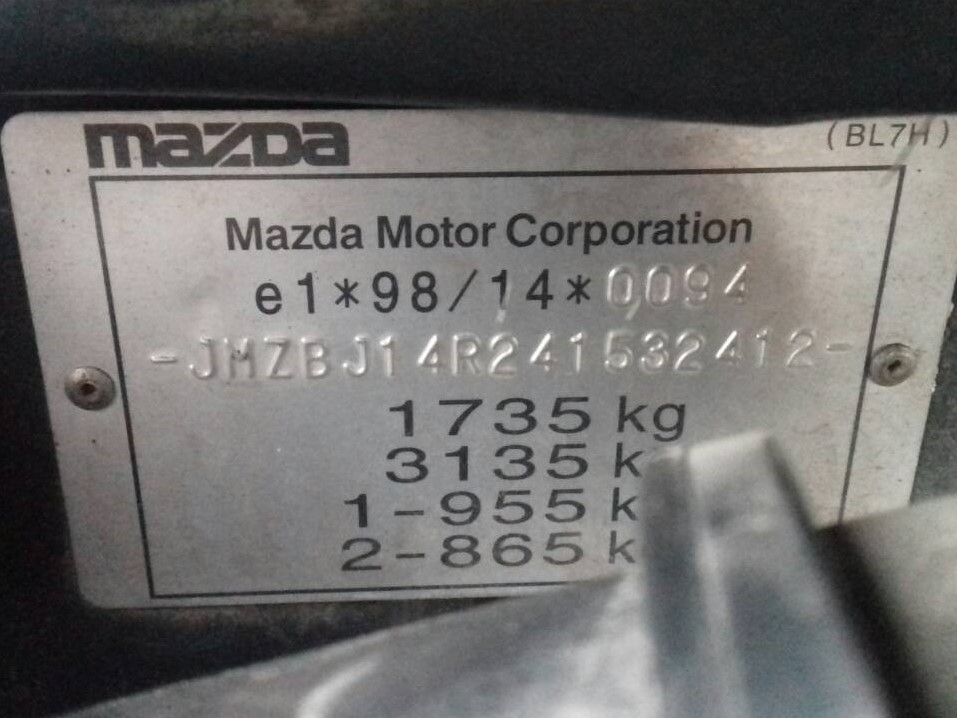 mazda
(BL7H)
Mazda Motor Corporation
e1*98/14*0094
-JMZBJ14R241532412-
1735 kg
3135 k
1-955 k
2-865 k